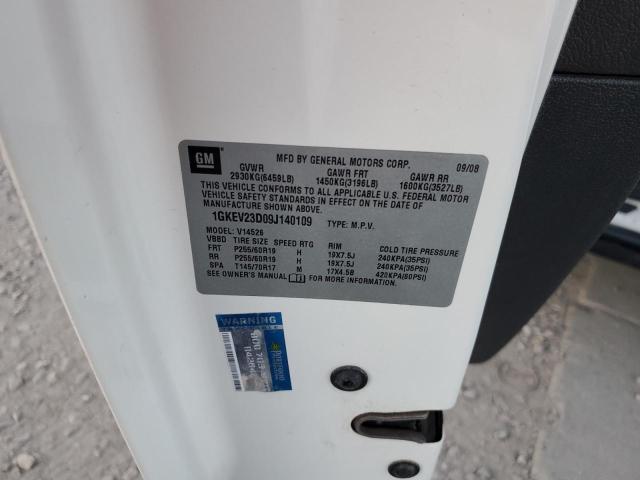 GM
MFD BY GENERAL MOTORS CORP. 09/08
GVWR GAWR FRT GAWR RR
2930KG(6459LB) 1450KG(3196LB) 1600KG(3527LB)
THIS VEHICLE CONFORMS TO ALL APPLICABLE U.S. FEDERAL MOTOR
VEHICLE SAFETY STANDARDS IN EFFECT ON THE DATE OF
MANUFACTURE SHOWN ABOVE.
1GKEV23D09J140109 TYPE: M.P.V.
MODEL: V14526
VBBD TIRE SIZE SPEED RTG RIM COLD TIRE PRESSURE
FRT P255/60R19 H 19X7.5J 240KPA(35PSI)
RR P255/60R19 H 19X7.5J 240KPA(35PSI)
SPA T145/70R17 M 17X4.5B 420KPA(60PSI)
SEE OWNER'S MANUAL FOR MORE INFORMATION.
WARNING